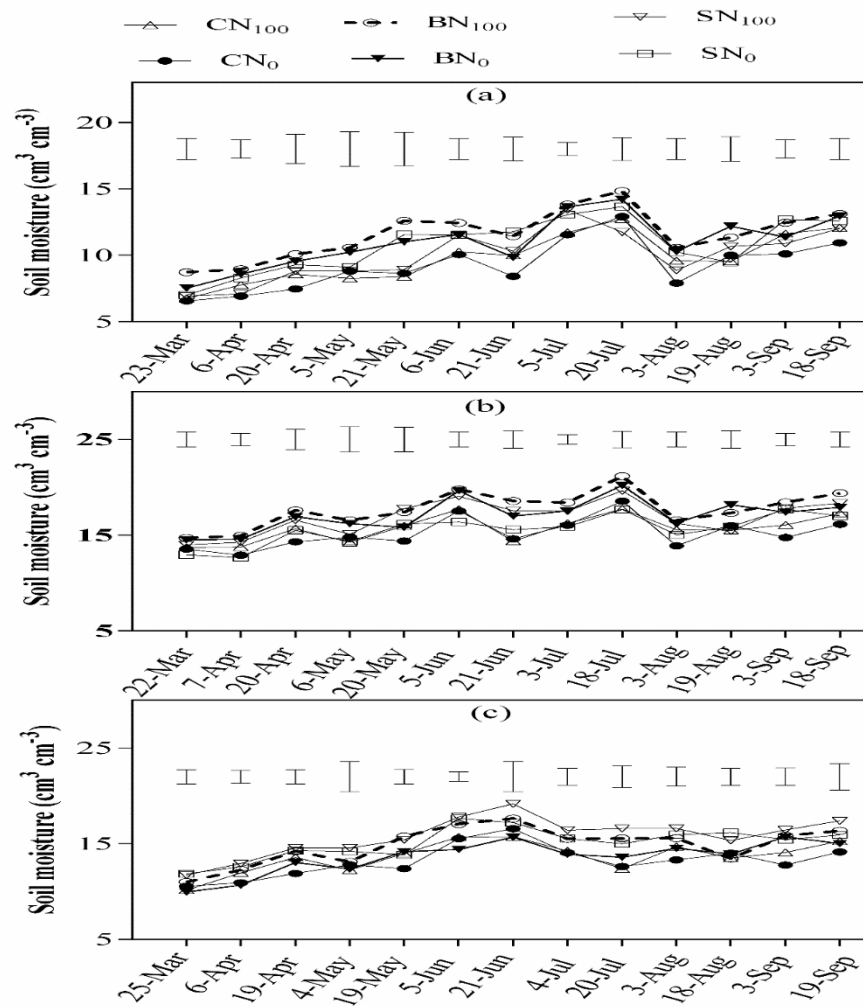 CN₁₀₀ BN₁₀₀ SN₁₀₀
CN₀ BN₀ SN₀
(a)
Soil moisture (cm³ cm⁻³)
20
15
10
5
23-Mar 6-Apr 20-Apr 5-May 21-May 6-Jun 21-Jun 5-Jul 20-Jul 3-Aug 19-Aug 3-Sep 18-Sep
(b)
Soil moisture (cm³ cm⁻³)
25
15
5
22-Mar 7-Apr 20-Apr 6-May 20-May 5-Jun 21-Jun 3-Jul 18-Jul 3-Aug 19-Aug 3-Sep 18-Sep
(c)
Soil moisture (cm³ cm⁻³)
25
15
5
25-Mar 6-Apr 19-Apr 4-May 19-May 5-Jun 21-Jun 4-Jul 20-Jul 3-Aug 18-Aug 3-Sep 19-Sep